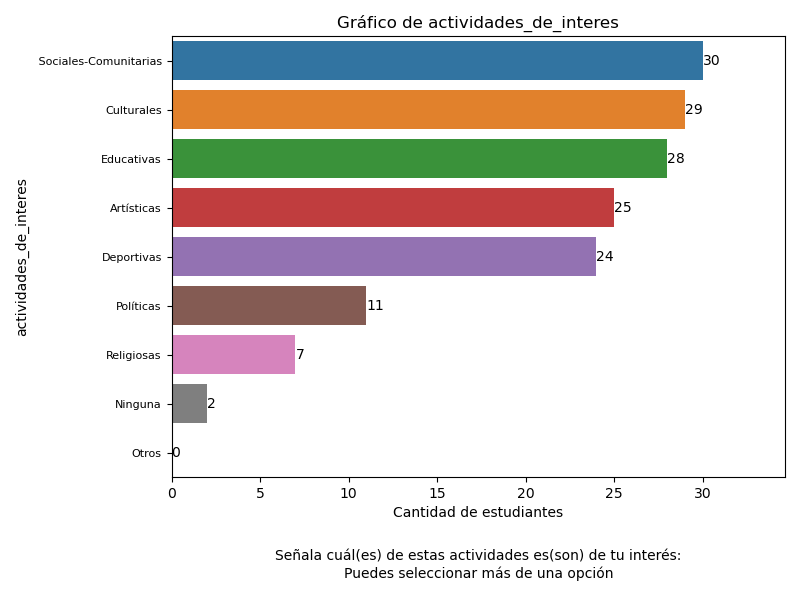 Gráfico de actividades_de_interes
Sociales-Comunitarias 30
Culturales 29
Educativas 28
Artísticas 25
Deportivas 24
Políticas 11
Religiosas 7
Ninguna 2
Otros 0
actividades_de_interes
0 5 10 15 20 25 30
Cantidad de estudiantes
Señala cuál(es) de estas actividades es(son) de tu interés:
Puedes seleccionar más de una opción